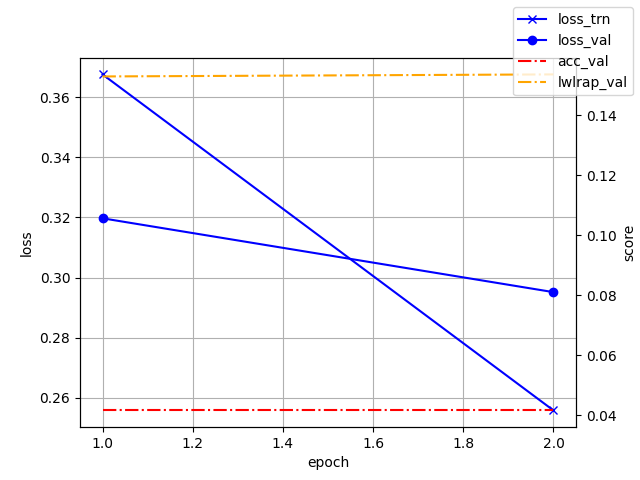 loss_trn
loss_val
acc_val
lwlrap_val
0.36
0.34
0.32
0.30
0.28
0.26
loss
0.14
0.12
0.10
0.08
0.06
0.04
score
1.0 1.2 1.4 1.6 1.8 2.0
epoch